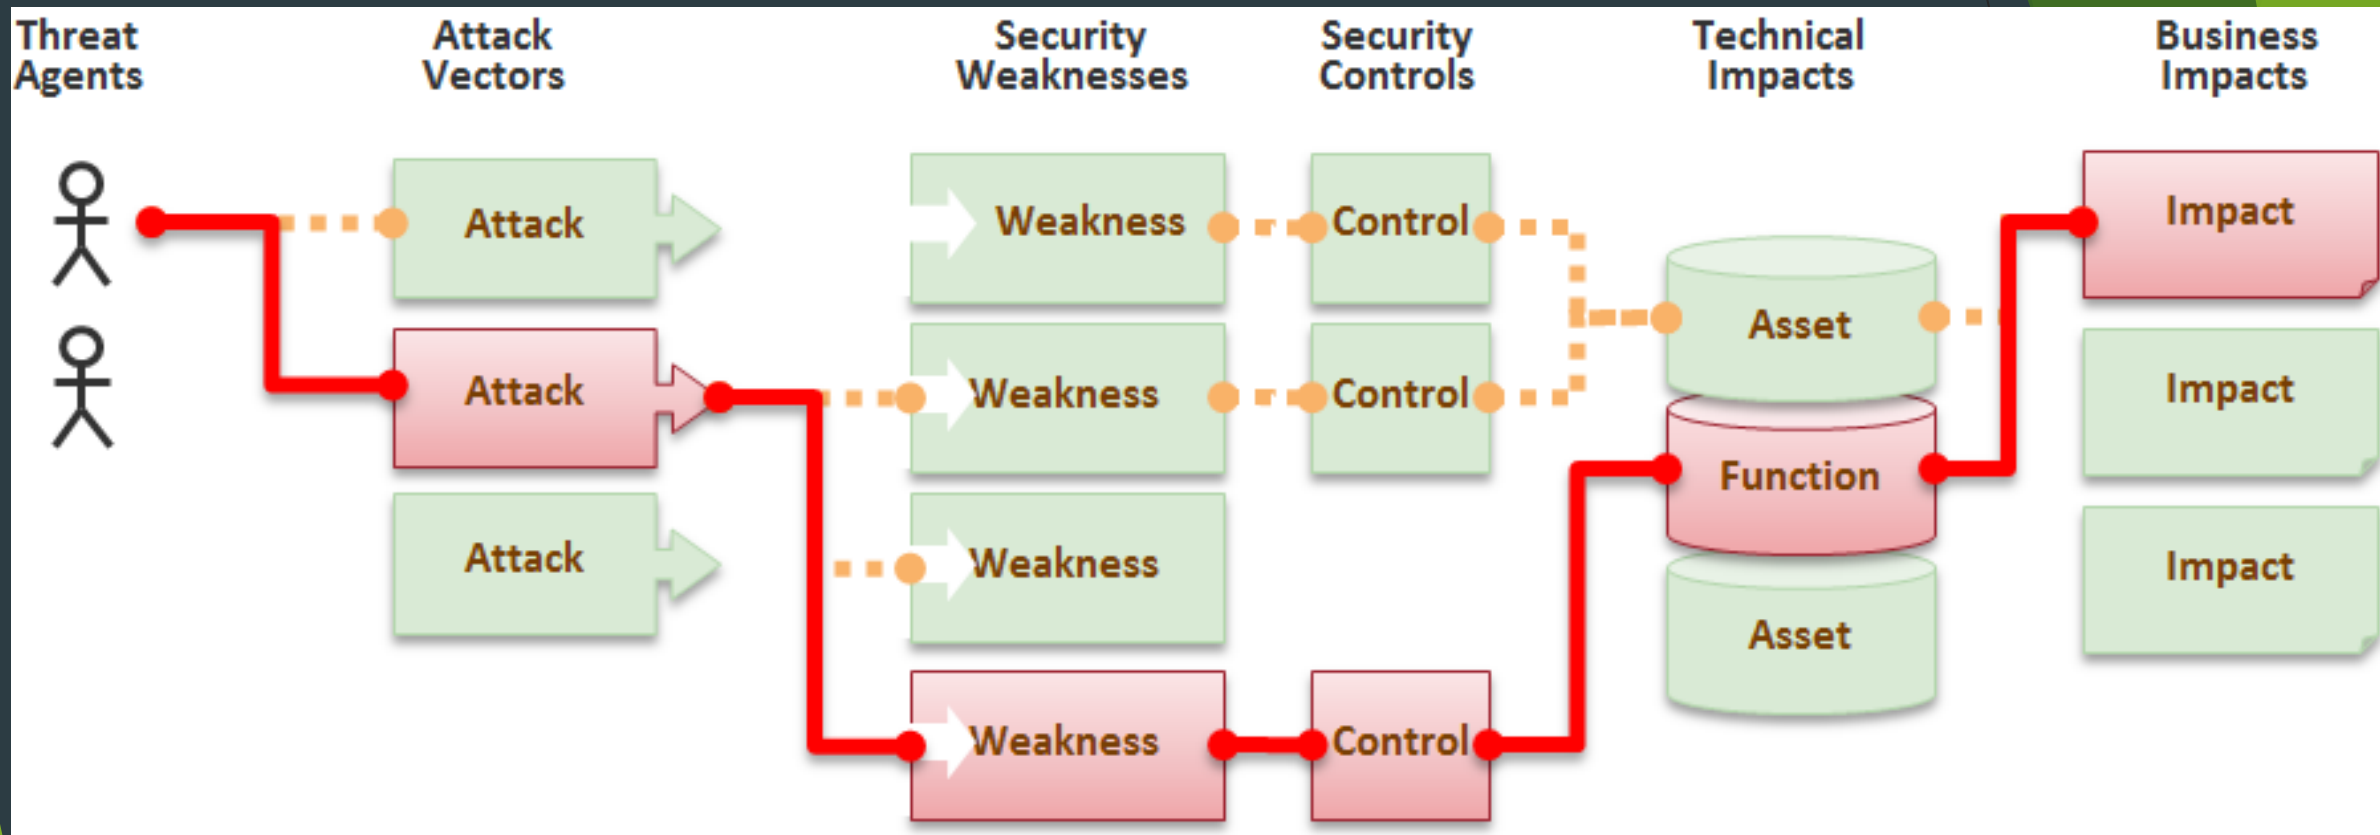 Threat
Agents
Attack
Vectors
Security
Weaknesses
Security
Controls
Technical
Impacts
Business
Impacts
Attack
Weakness
Control
Impact
Asset
Attack
Weakness
Control
Impact
Function
Attack
Weakness
Impact
Asset
Weakness
Control